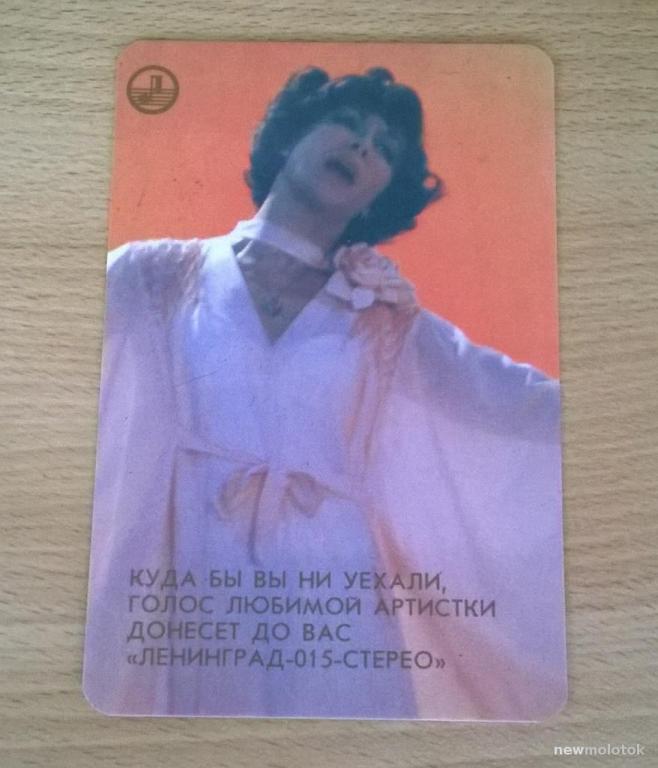 КУДА БЫ ВЫ НИ УЕХАЛИ,
ГОЛОС ЛЮБИМОЙ АРТИСТКИ
ДОНЕСЕТ ДО ВАС
«ЛЕНИНГРАД-015-СТЕРЕО»
newmolotok